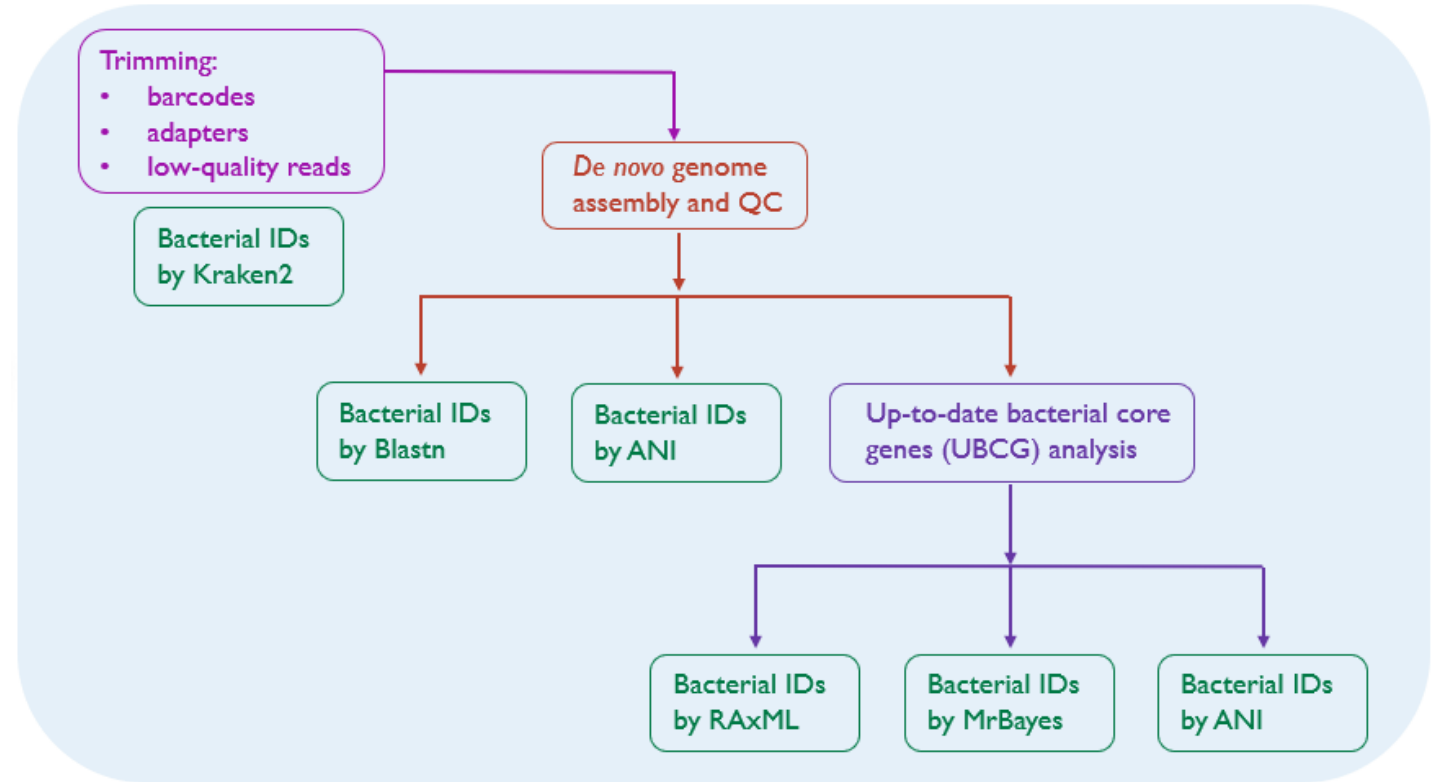 Trimming:
• barcodes
• adapters
• low-quality reads
De novo genome
assembly and QC
Bacterial IDs
by Kraken2
Bacterial IDs
by Blastn
Bacterial IDs
by ANI
Up-to-date bacterial core
genes (UBCG) analysis
Bacterial IDs
by RAxML
Bacterial IDs
by MrBayes
Bacterial IDs
by ANI